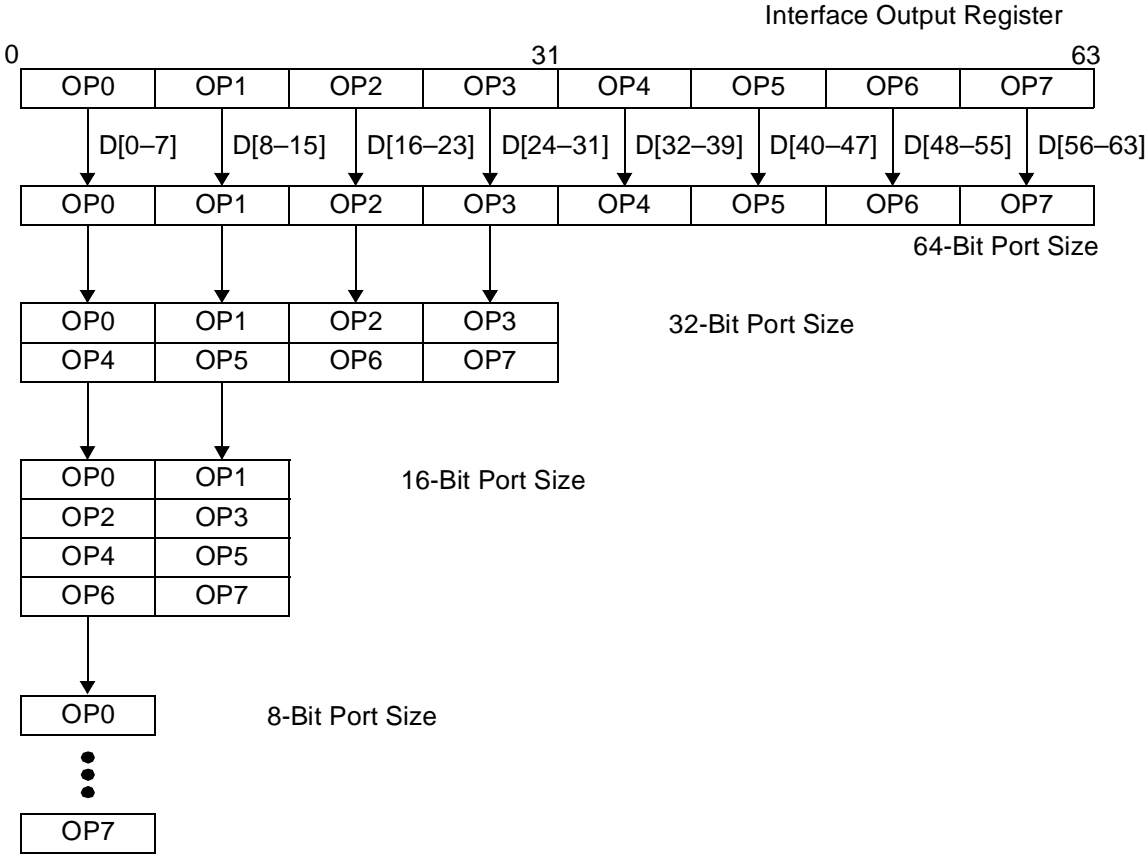 Interface Output Register
0 31 63
OP0 OP1 OP2 OP3 OP4 OP5 OP6 OP7
D[0–7] D[8–15] D[16–23] D[24–31] D[32–39] D[40–47] D[48–55] D[56–63]
OP0 OP1 OP2 OP3 OP4 OP5 OP6 OP7
64-Bit Port Size
OP0 OP1 OP2 OP3 32-Bit Port Size
OP4 OP5 OP6 OP7
OP0 OP1 16-Bit Port Size
OP2 OP3
OP4 OP5
OP6 OP7
OP0 8-Bit Port Size
OP7